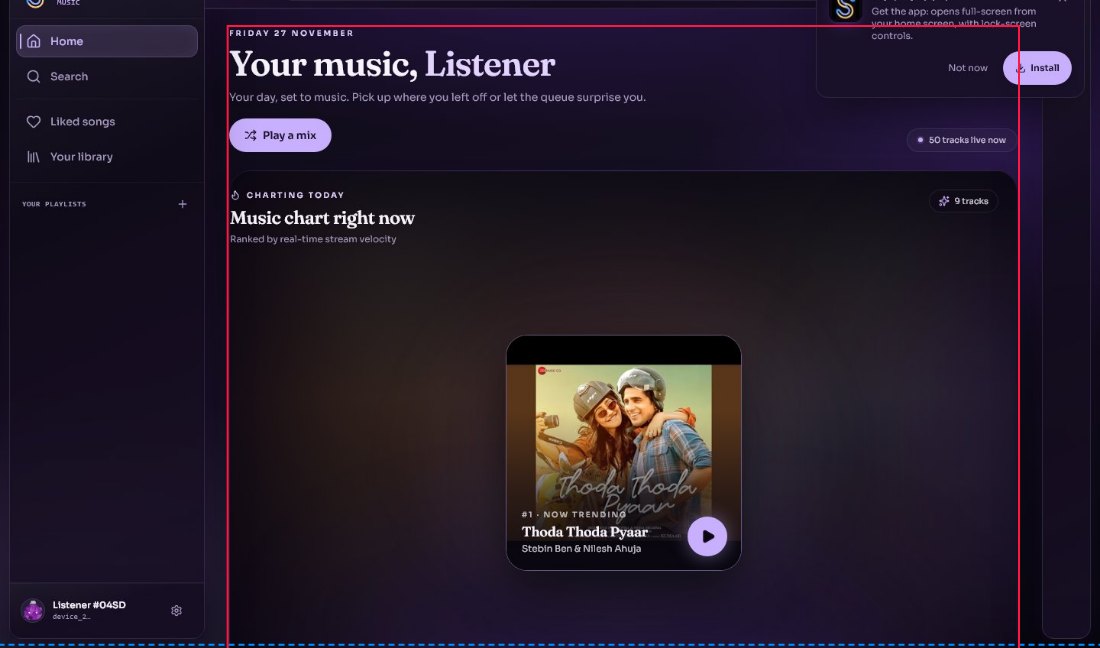 MUSIC
Home
Search
Liked songs
Your library
YOUR PLAYLISTS
Listener #04SD
device_2…
FRIDAY 27 NOVEMBER
Your music, Listener
Your day, set to music. Pick up where you left off or let the queue surprise you.
Play a mix
50 tracks live now
Get the app: opens full-screen from
your home screen, with lock-screen
controls.
Not now
Install
CHARTING TODAY
Music chart right now
Ranked by real-time stream velocity
9 tracks
Thoda Thoda
Pyaar
#1 · NOW TRENDING
Thoda Thoda Pyaar
Stebin Ben & Nilesh Ahuja